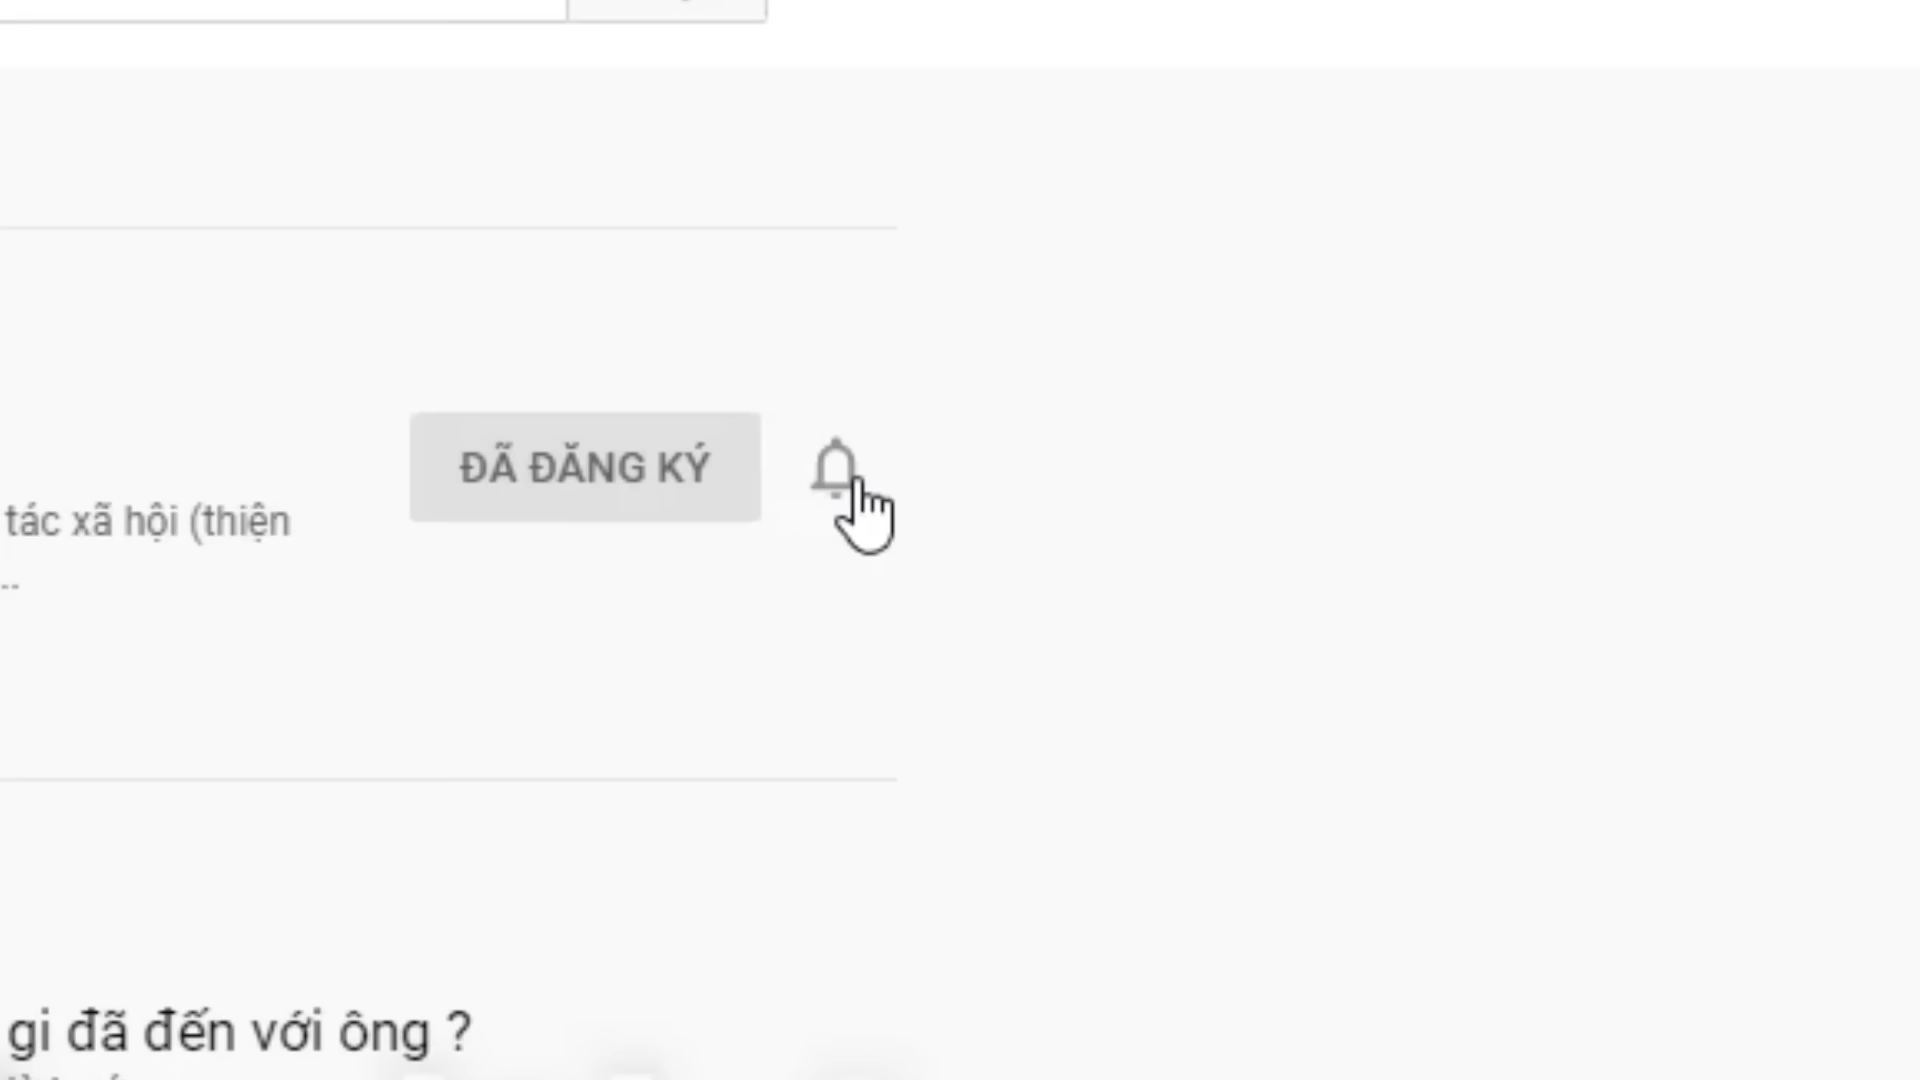 ĐÃ ĐĂNG KÝ
tác xã hội (thiện
--
gi đã đến với ông ?